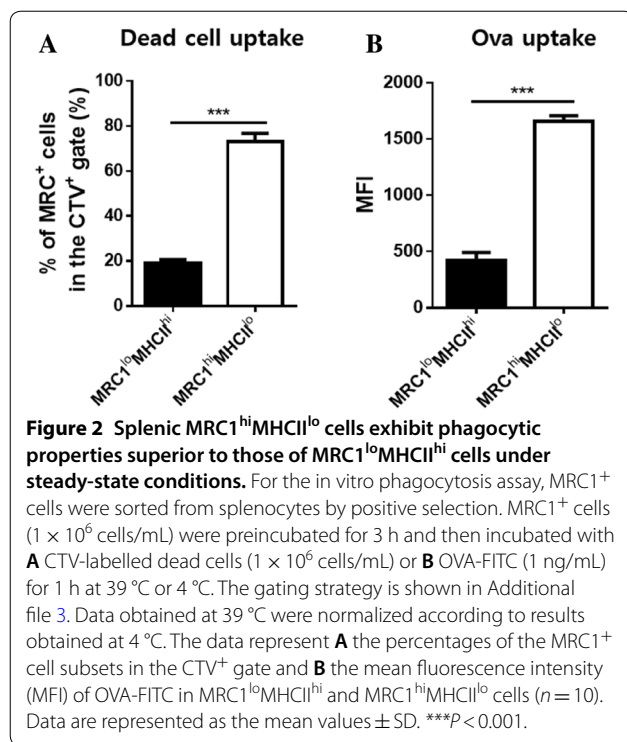 A Dead cell uptake
B Ova uptake
% of MRC⁺ cells
in the CTV⁺ gate (%)
100
80
60
40
20
0
***
MRC1ˡᵒMHCIIʰⁱ
MRC1ʰⁱMHCIIˡᵒ
MFI
2000
1500
1000
500
0
***
MRC1ˡᵒMHCIIʰⁱ
MRC1ʰⁱMHCIIˡᵒ
Figure 2 Splenic MRC1ʰⁱMHCIIˡᵒ cells exhibit phagocytic
properties superior to those of MRC1ˡᵒMHCIIʰⁱ cells under
steady-state conditions. For the in vitro phagocytosis assay, MRC1⁺
cells were sorted from splenocytes by positive selection. MRC1⁺ cells
(1 × 10⁶ cells/mL) were preincubated for 3 h and then incubated with
A CTV-labelled dead cells (1 × 10⁶ cells/mL) or B OVA-FITC (1 ng/mL)
for 1 h at 39 °C or 4 °C. The gating strategy is shown in Additional
file 3. Data obtained at 39 °C were normalized according to results
obtained at 4 °C. The data represent A the percentages of the MRC1⁺
cell subsets in the CTV⁺ gate and B the mean fluorescence intensity
(MFI) of OVA-FITC in MRC1ˡᵒMHCIIʰⁱ and MRC1ʰⁱMHCIIˡᵒ cells (n = 10).
Data are represented as the mean values ± SD. ***P < 0.001.